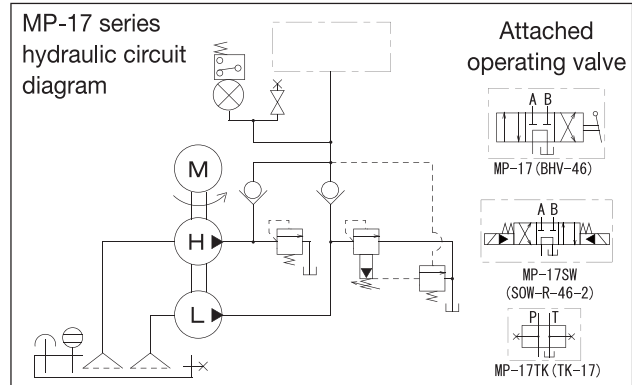 MP-17 series
hydraulic circuit
diagram
Attached
operating valve
A B
MP-17(BHV-46)
M
H
L
A B
MP-17SW
(SOW-R-46-2)
P T
MP-17TK(TK-17)